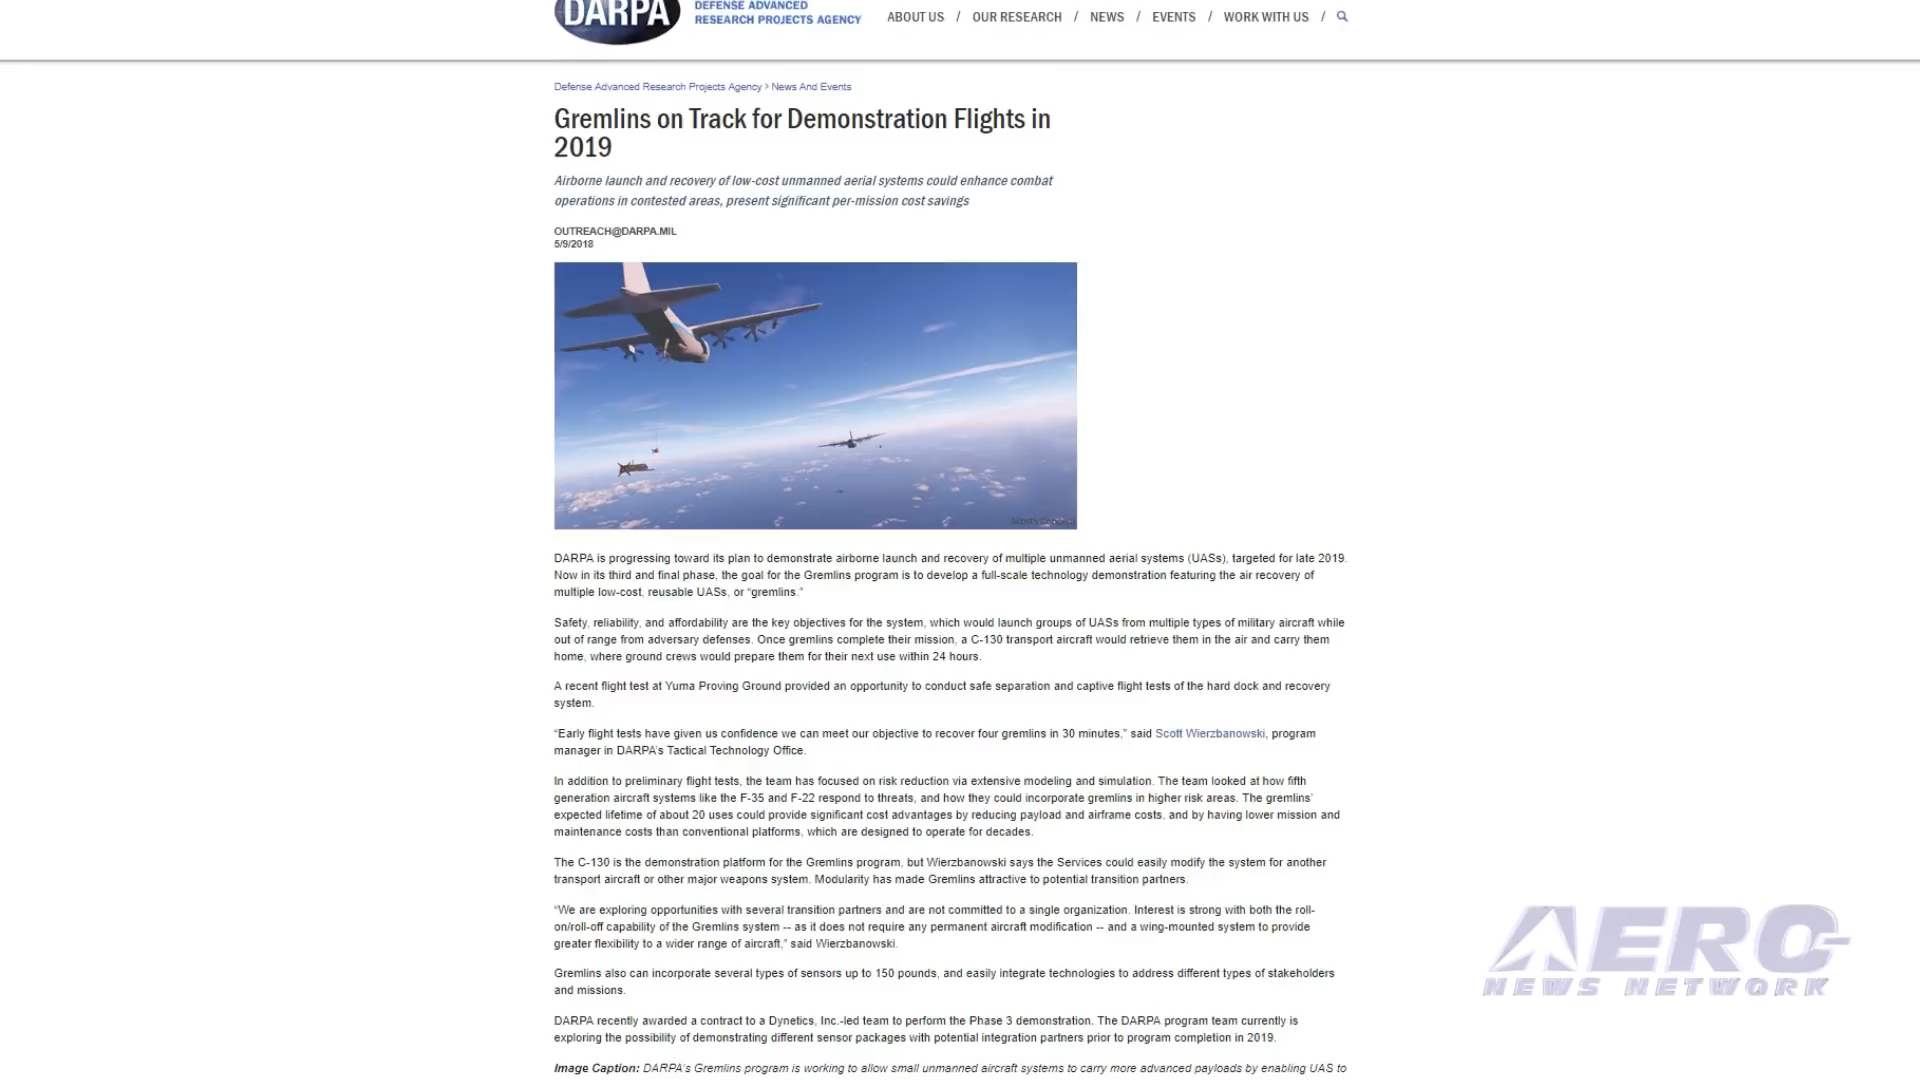 DARPA
DEFENSE ADVANCED
RESEARCH PROJECTS AGENCY
ABOUT US / OUR RESEARCH / NEWS / EVENTS / WORK WITH US /
Defense Advanced Research Projects Agency › News And Events
Gremlins on Track for Demonstration Flights in
2019
Airborne launch and recovery of low-cost unmanned aerial systems could enhance combat
operations in contested areas, present significant per-mission cost savings
OUTREACH@DARPA.MIL
5/9/2018
Artist's Concept
DARPA is progressing toward its plan to demonstrate airborne launch and recovery of multiple unmanned aerial systems (UASs), targeted for late 2019.
Now in its third and final phase, the goal for the Gremlins program is to develop a full-scale technology demonstration featuring the air recovery of
multiple low-cost, reusable UASs, or “gremlins.”
Safety, reliability, and affordability are the key objectives for the system, which would launch groups of UASs from multiple types of military aircraft while
out of range from adversary defenses. Once gremlins complete their mission, a C-130 transport aircraft would retrieve them in the air and carry them
home, where ground crews would prepare them for their next use within 24 hours.
A recent flight test at Yuma Proving Ground provided an opportunity to conduct safe separation and captive flight tests of the hard dock and recovery
system.
“Early flight tests have given us confidence we can meet our objective to recover four gremlins in 30 minutes,” said Scott Wierzbanowski, program
manager in DARPA’s Tactical Technology Office.
In addition to preliminary flight tests, the team has focused on risk reduction via extensive modeling and simulation. The team looked at how fifth
generation aircraft systems like the F-35 and F-22 respond to threats, and how they could incorporate gremlins in higher risk areas. The gremlins’
expected lifetime of about 20 uses could provide significant cost advantages by reducing payload and airframe costs, and by having lower mission and
maintenance costs than conventional platforms, which are designed to operate for decades.
The C-130 is the demonstration platform for the Gremlins program, but Wierzbanowski says the Services could easily modify the system for another
transport aircraft or other major weapons system. Modularity has made Gremlins attractive to potential transition partners.
“We are exploring opportunities with several transition partners and are not committed to a single organization. Interest is strong with both the roll-
on/roll-off capability of the Gremlins system -- as it does not require any permanent aircraft modification -- and a wing-mounted system to provide
greater flexibility to a wider range of aircraft,” said Wierzbanowski.
Gremlins also can incorporate several types of sensors up to 150 pounds, and easily integrate technologies to address different types of stakeholders
and missions.
DARPA recently awarded a contract to a Dynetics, Inc.-led team to perform the Phase 3 demonstration. The DARPA program team currently is
exploring the possibility of demonstrating different sensor packages with potential integration partners prior to program completion in 2019.
Image Caption: DARPA’s Gremlins program is working to allow small unmanned aircraft systems to carry more advanced payloads by enabling UAS to
AERO
NEWS NETWORK